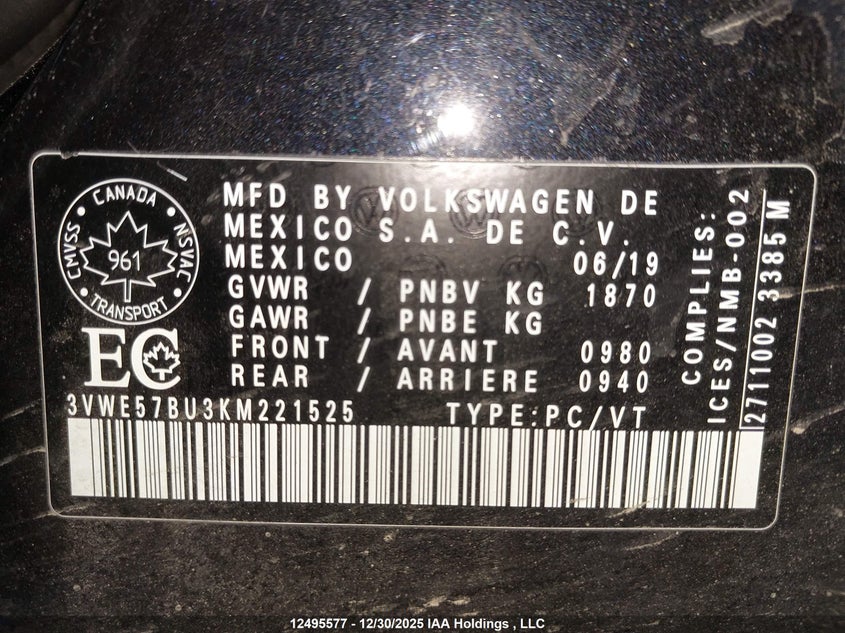 CANADA
CMVSS
NSVAC
961
TRANSPORT
EC
MFD BY VOLKSWAGEN DE
MEXICO S.A. DE C.V.
MEXICO 06/19
GVWR / PNBV KG 1870
GAWR / PNBE KG
FRONT / AVANT 0980
REAR / ARRIERE 0940
3VWE57BU3KM221525 TYPE:PC/VT
COMPLIES:
ICES/NMB-002
2711002 3385 M
12495577 - 12/30/2025 IAA Holdings , LLC